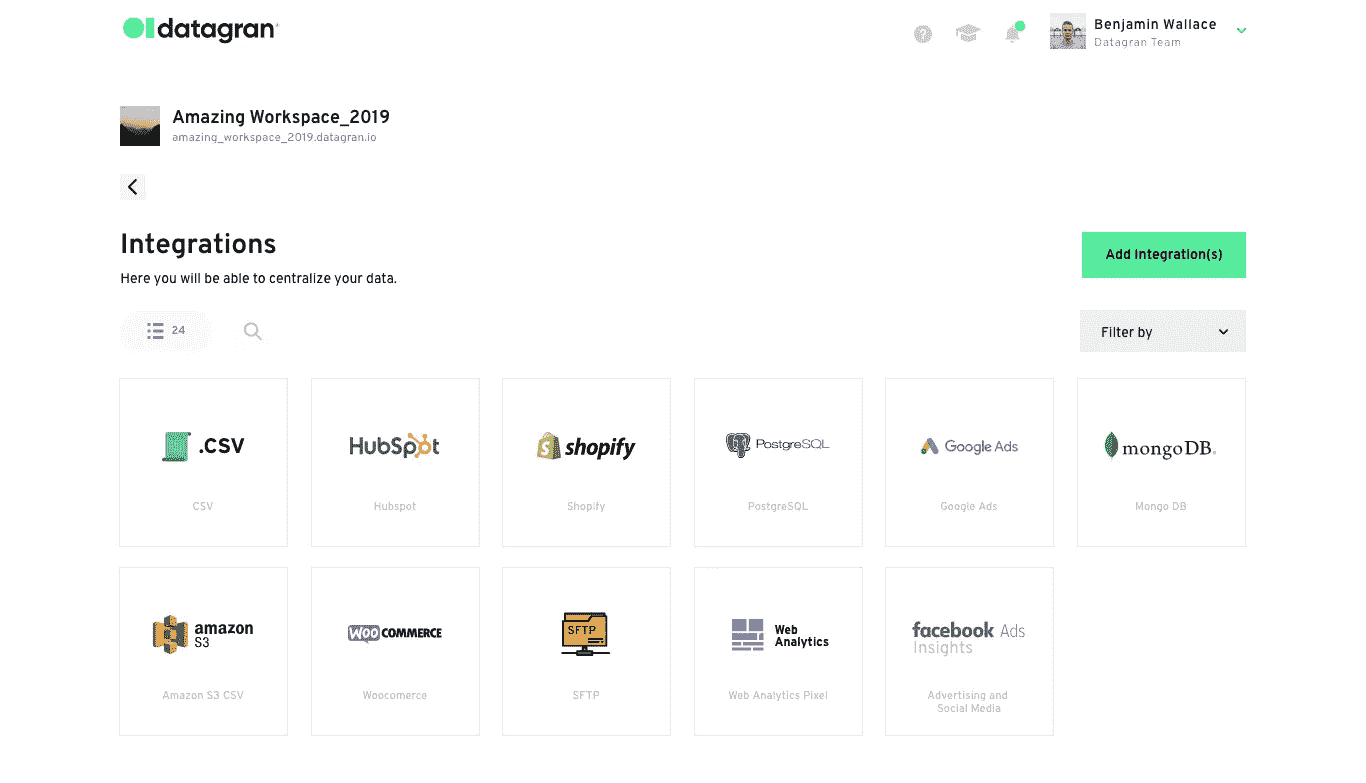 datagran
Benjamin Wallace
Datagran Team
Amazing Workspace_2019
amazing_workspace_2019.datagran.io
Integrations
Here you will be able to centralize your data.
Add Integration(s)
24
Filter by
.CSV
CSV
HubSpot
Hubspot
shopify
Shopify
PostgreSQL
PostgreSQL
Google Ads
Google Ads
mongoDB.
Mongo DB
amazon
S3
Amazon S3 CSV
WOO COMMERCE
Woocomerce
SFTP
SFTP
Web
Analytics
Web Analytics Pixel
facebook Ads
Insights
Advertising and
Social Media